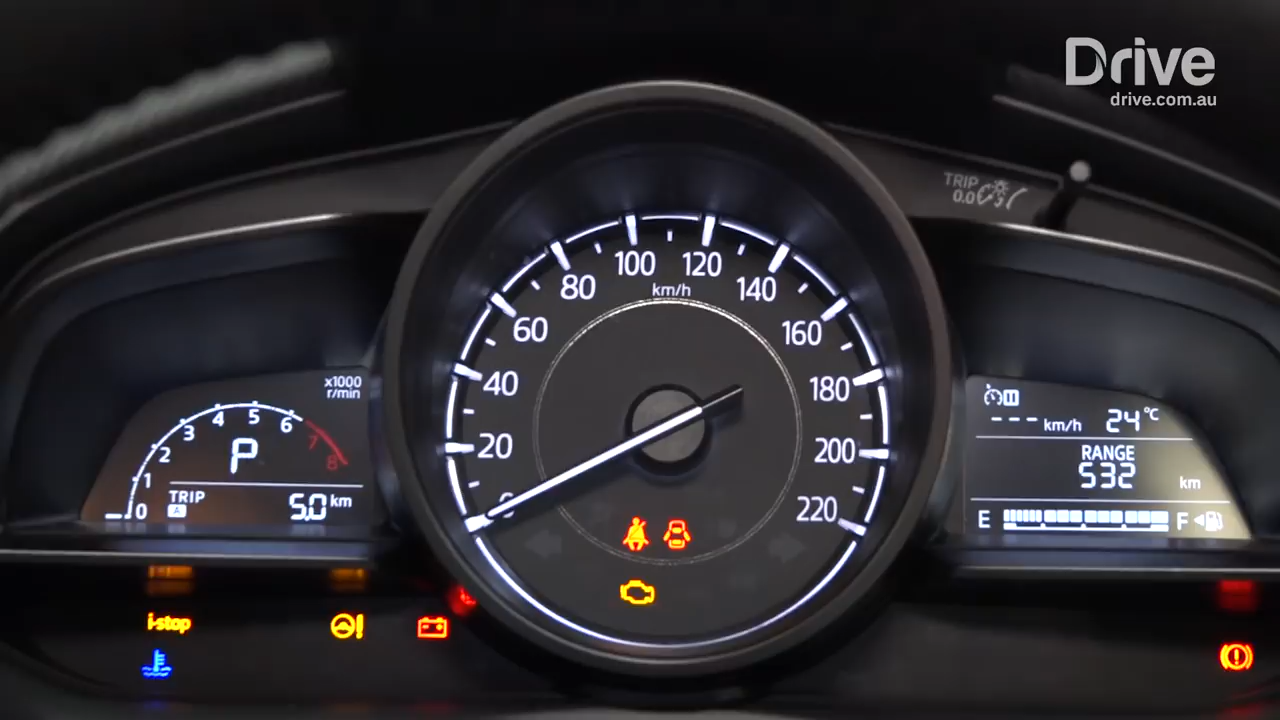 Drive
drive.com.au
TRIP
0.0
100 120
80 km/h 140
60 160
40 180
20 200
0 220
x1000
r/min
0 1 2 3 4 5 6 7 8
P
TRIP
A 5.0 km
--- km/h 24°C
RANGE
532 km
E F
i-stop